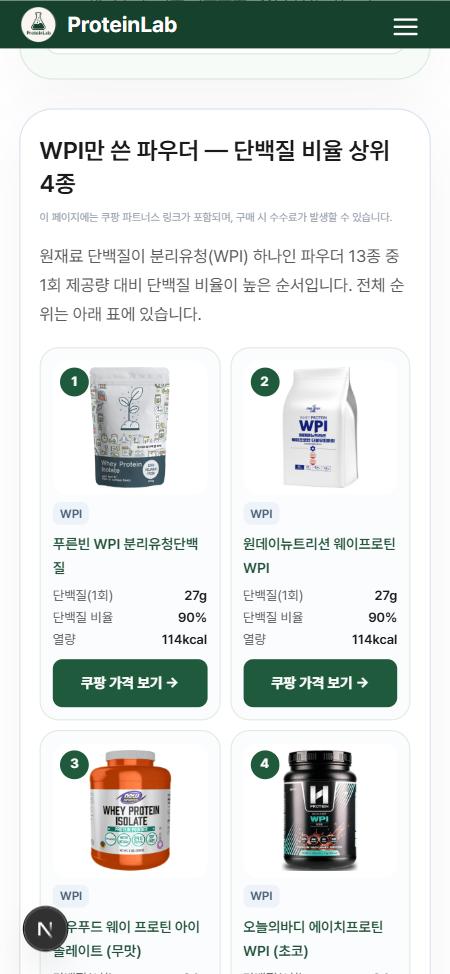 ProteinLab
WPI만 쓴 파우더 — 단백질 비율 상위
4종
이 페이지에는 쿠팡 파트너스 링크가 포함되며, 구매 시 수수료가 발생할 수 있습니다.
원재료 단백질이 분리유청(WPI) 하나인 파우더 13종 중
1회 제공량 대비 단백질 비율이 높은 순서입니다. 전체 순
위는 아래 표에 있습니다.
1
Whey Protein
Isolate
WPI
푸른빈 WPI 분리유청단백
질
단백질(1회) 27g
단백질 비율 90%
열량 114kcal
쿠팡 가격 보기 →
2
WHEY PROTEIN
WPI
WPI
원데이뉴트리션 웨이프로틴
WPI
단백질(1회) 27g
단백질 비율 90%
열량 114kcal
쿠팡 가격 보기 →
3
NOW
WHEY PROTEIN
ISOLATE
WPI
우푸드 웨이 프로틴 아이
솔레이트 (무맛)
4
PROTEIN
WPI
WPI
오늘의바디 에이치프로틴
WPI (초코)
N